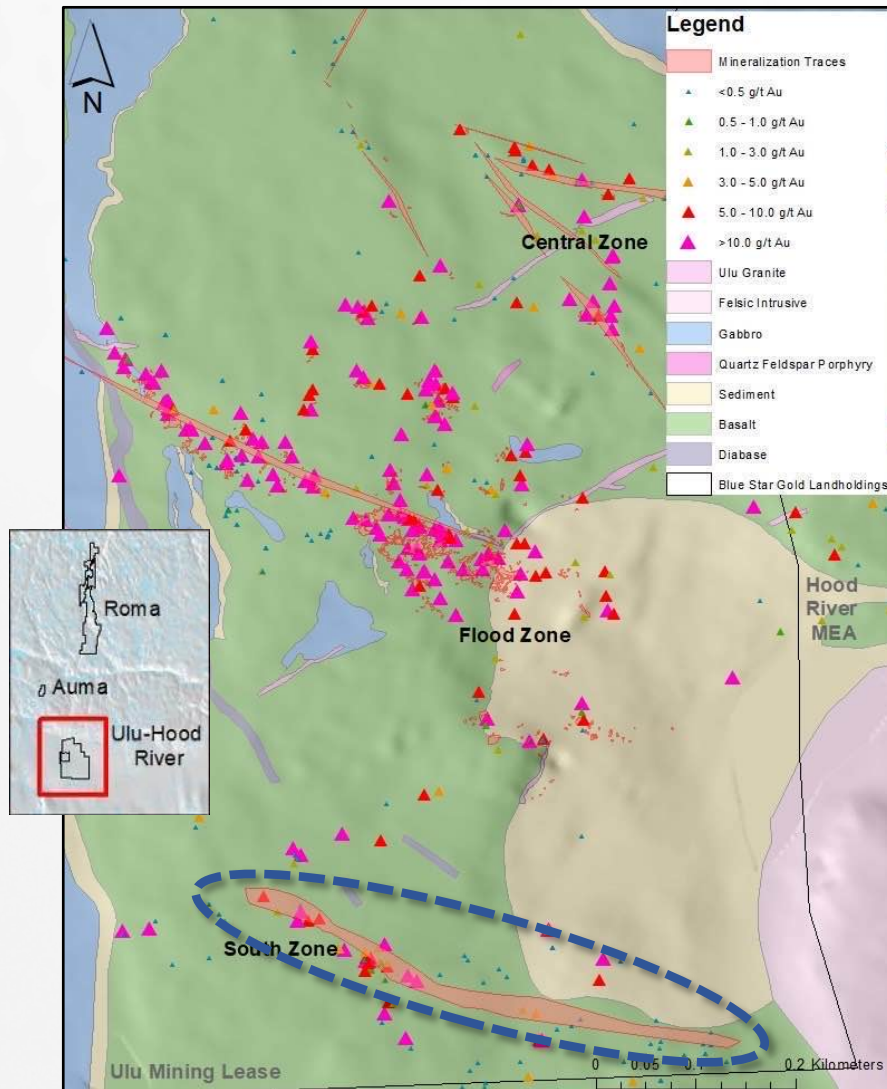 Legend
Mineralization Traces
<0.5 g/t Au
0.5 - 1.0 g/t Au
1.0 - 3.0 g/t Au
3.0 - 5.0 g/t Au
5.0 - 10.0 g/t Au
>10.0 g/t Au
Ulu Granite
Felsic Intrusive
Gabbro
Quartz Feldspar Porphyry
Sediment
Basalt
Diabase
Blue Star Gold Landholdings
N
Central Zone
Flood Zone
Hood
River
MEA
Roma
Auma
Ulu-Hood
River
South Zone
Ulu Mining Lease
0 0.05 0.1 0.2 Kilometers